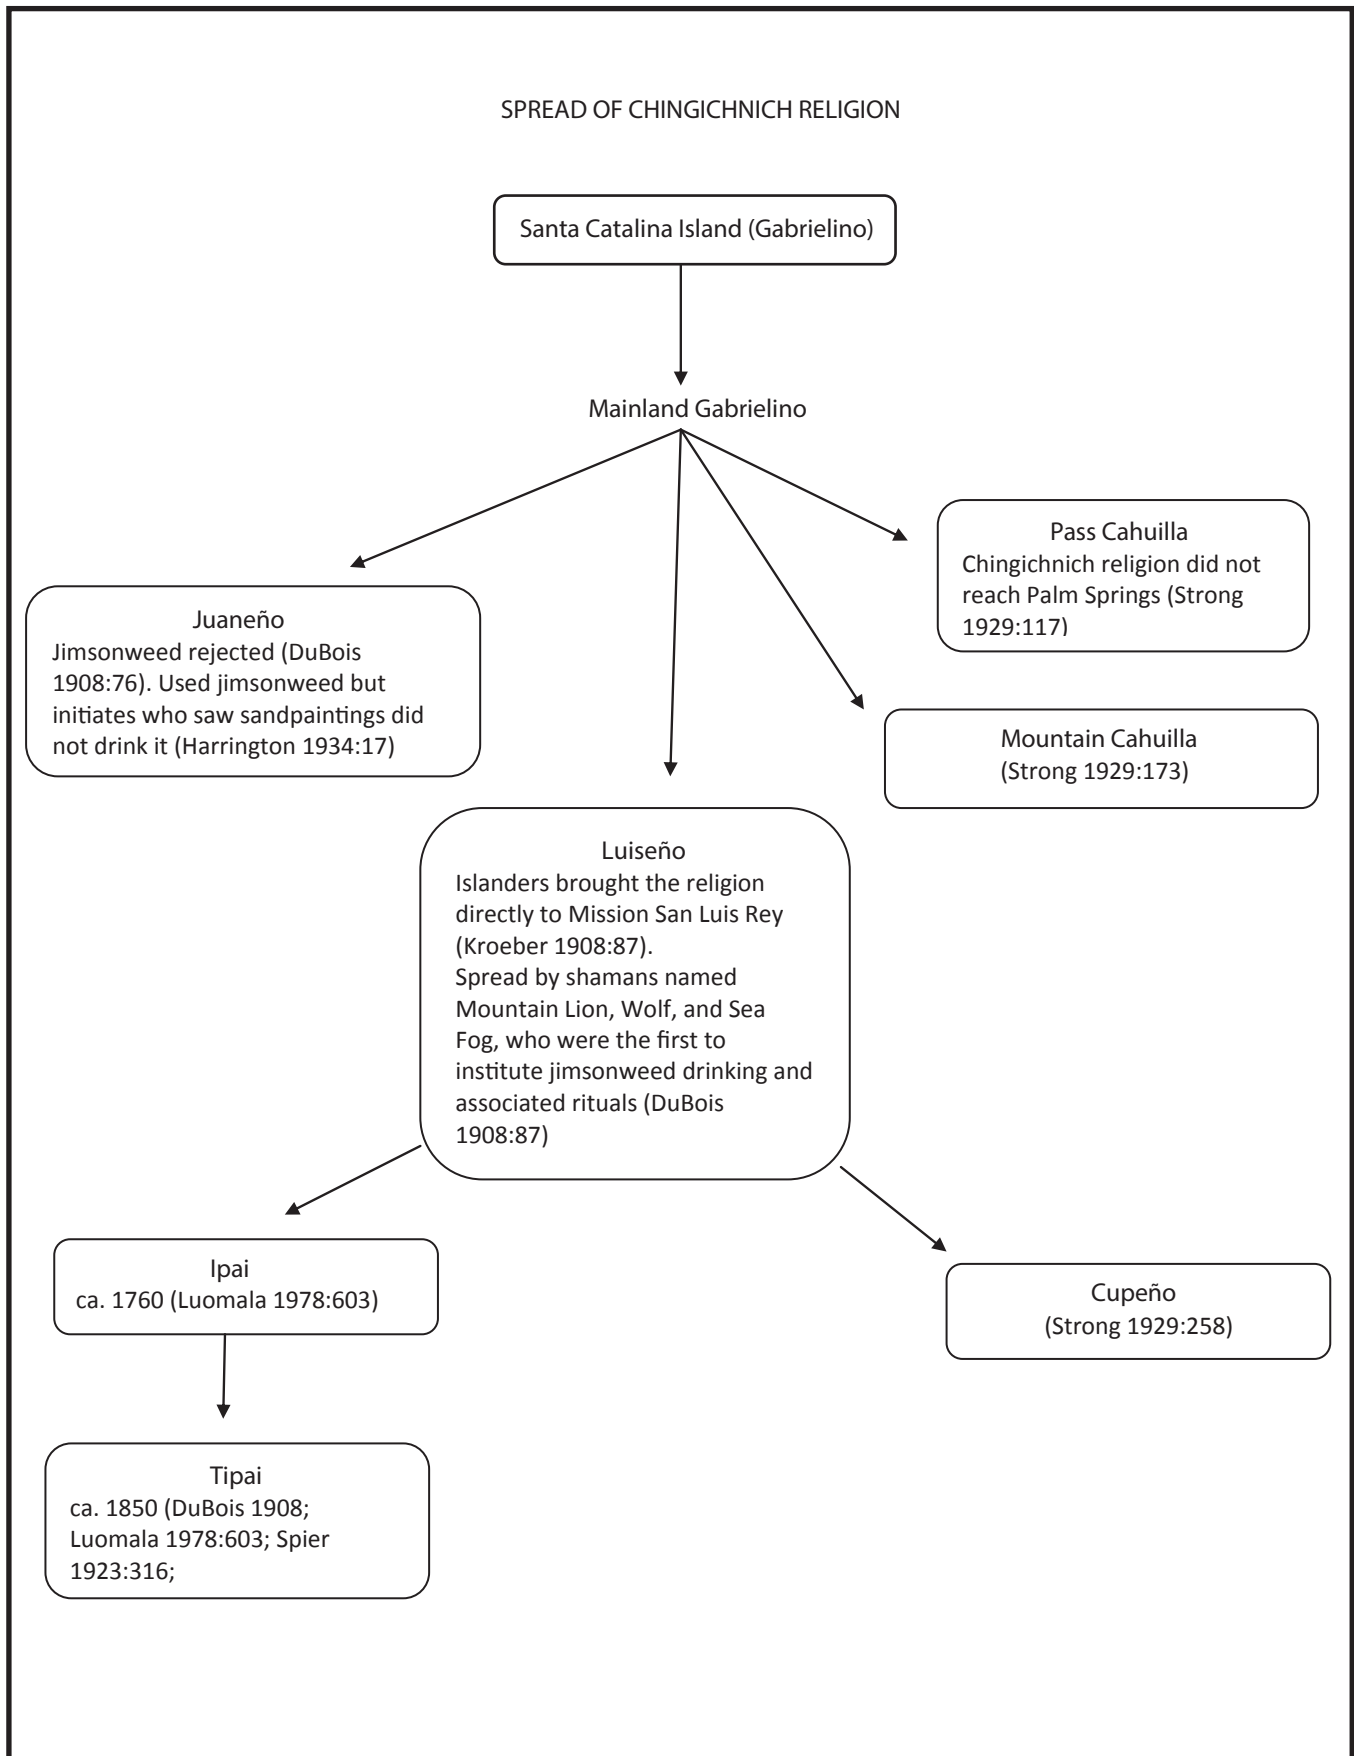 SPREAD OF CHINGICHNICH RELIGION
Santa Catalina Island (Gabrielino)
Mainland Gabrielino
Pass Cahuilla
Chingichnich religion did not
reach Palm Springs (Strong
1929:117)
Juaneño
Jimsonweed rejected (DuBois
1908:76). Used jimsonweed but
initiates who saw sandpaintings did
not drink it (Harrington 1934:17)
Mountain Cahuilla
(Strong 1929:173)
Luiseño
Islanders brought the religion
directly to Mission San Luis Rey
(Kroeber 1908:87).
Spread by shamans named
Mountain Lion, Wolf, and Sea
Fog, who were the first to
institute jimsonweed drinking and
associated rituals (DuBois
1908:87)
Ipai
ca. 1760 (Luomala 1978:603)
Cupeño
(Strong 1929:258)
Tipai
ca. 1850 (DuBois 1908;
Luomala 1978:603; Spier
1923:316;